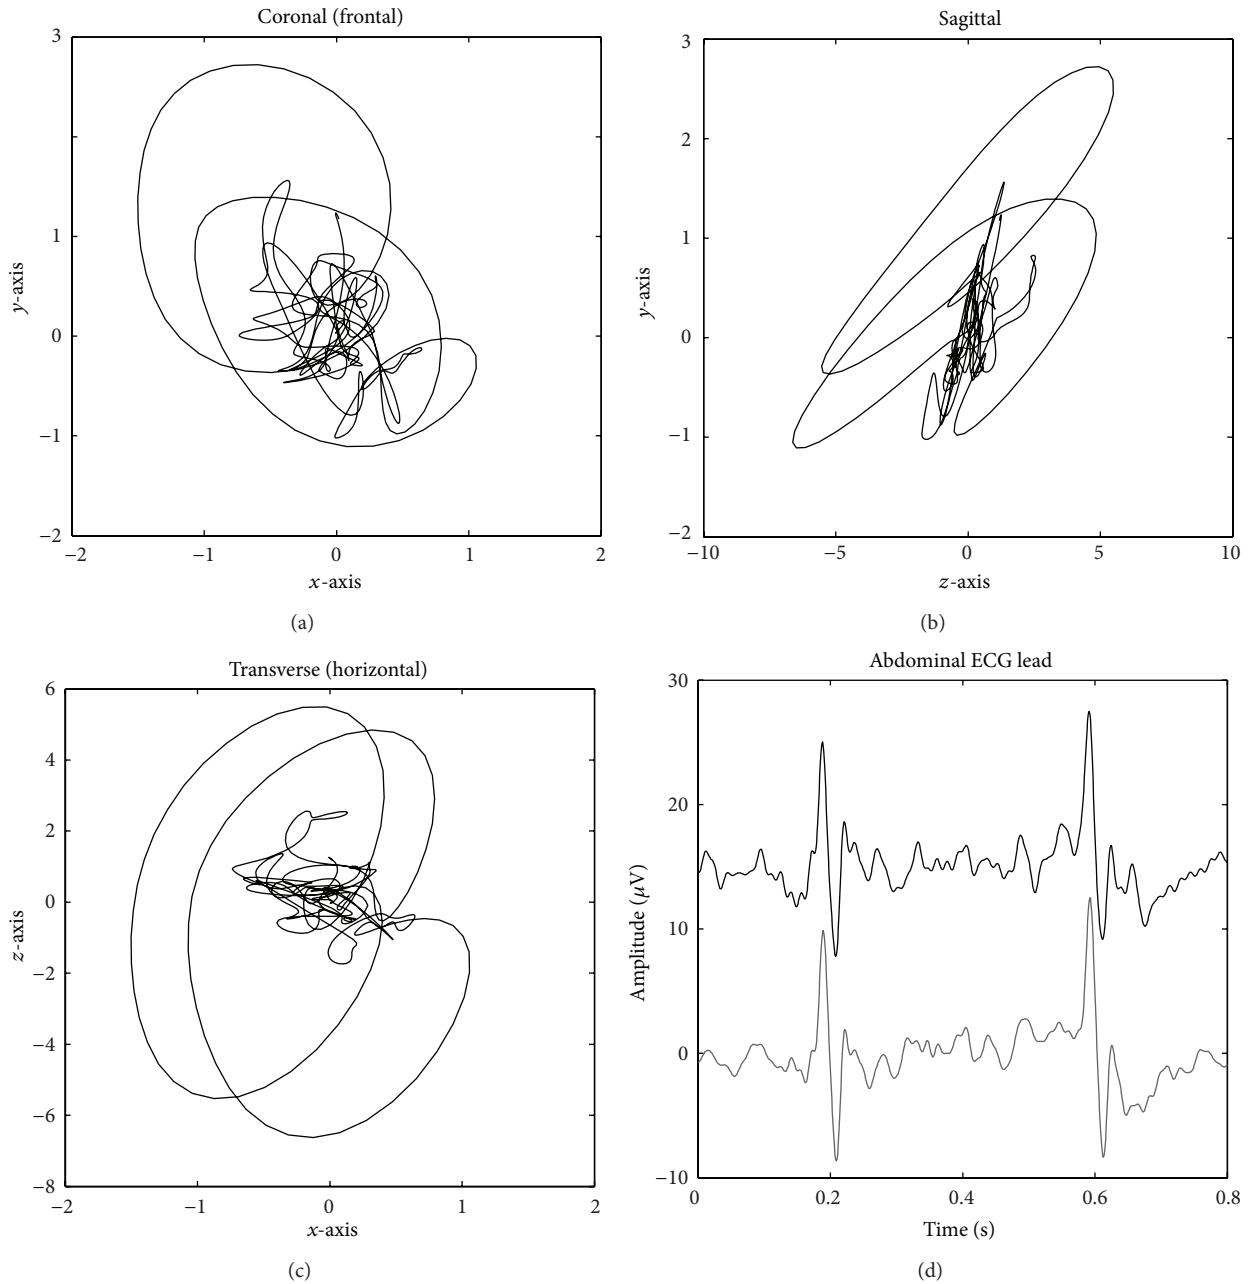 Coronal (frontal)
3
2
1
0
−1
−2
y-axis
−2 −1 0 1 2
x-axis
(a)
Sagittal
3
2
1
0
−1
−2
y-axis
−10 −5 0 5 10
z-axis
(b)
Transverse (horizontal)
6
4
2
0
−2
−4
−6
−8
z-axis
−2 −1 0 1 2
x-axis
(c)
Abdominal ECG lead
30
20
10
0
−10
Amplitude (μV)
0 0.2 0.4 0.6 0.8
Time (s)
(d)